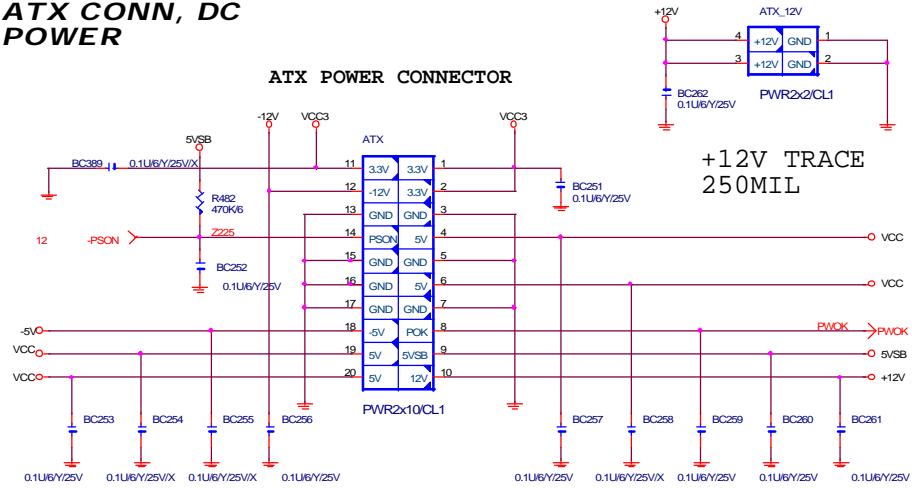 ATX CONN, DC
POWER
ATX POWER CONNECTOR
+12V
ATX_12V
4 +12V GND 1
3 +12V GND 2
BC262
0.1U/6/Y/25V
PWR2x2/CL1
+12V TRACE
250MIL
5VSB
-12V
VCC3
ATX
VCC3
BC389
0.1U/6/Y/25V/X
R482
470K/6
12
-PSON
Z225
BC252
0.1U/6/Y/25V
BC251
0.1U/6/Y/25V
11 3.3V 3.3V 1
12 -12V 3.3V 2
13 GND GND 3
14 PSON 5V 4
15 GND GND 5
16 GND 5V 6
17 GND GND 7
18 -5V POK 8
19 5V 5VSB 9
20 5V 12V 10
PWR2x10/CL1
-5V
VCC
VCC
VCC
VCC
PWOK
PWOK
5VSB
+12V
BC253
BC254
BC255
BC256
BC257
BC258
BC259
BC260
BC261
0.1U/6/Y/25V
0.1U/6/Y/25V/X
0.1U/6/Y/25V/X
0.1U/6/Y/25V
0.1U/6/Y/25V
0.1U/6/Y/25V/X
0.1U/6/Y/25V
0.1U/6/Y/25V
0.1U/6/Y/25V